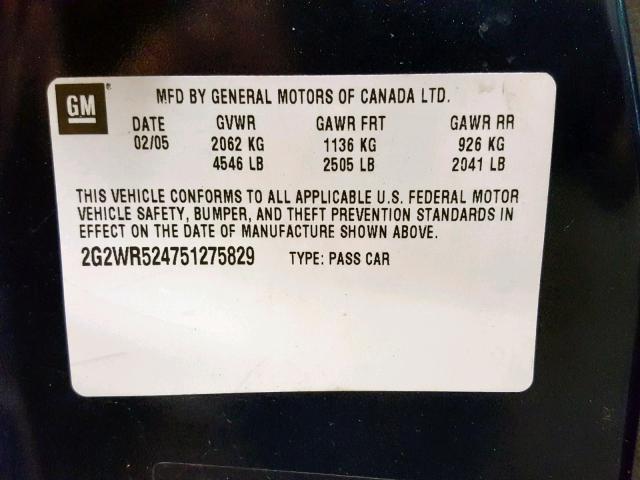 GM ® MFD BY GENERAL MOTORS OF CANADA LTD.
DATE GVWR GAWR FRT GAWR RR
02/05 2062 KG 1136 KG 926 KG
4546 LB 2505 LB 2041 LB
THIS VEHICLE CONFORMS TO ALL APPLICABLE U.S. FEDERAL MOTOR
VEHICLE SAFETY, BUMPER, AND THEFT PREVENTION STANDARDS IN
EFFECT ON THE DATE OF MANUFACTURE SHOWN ABOVE.
2G2WR524751275829 TYPE: PASS CAR